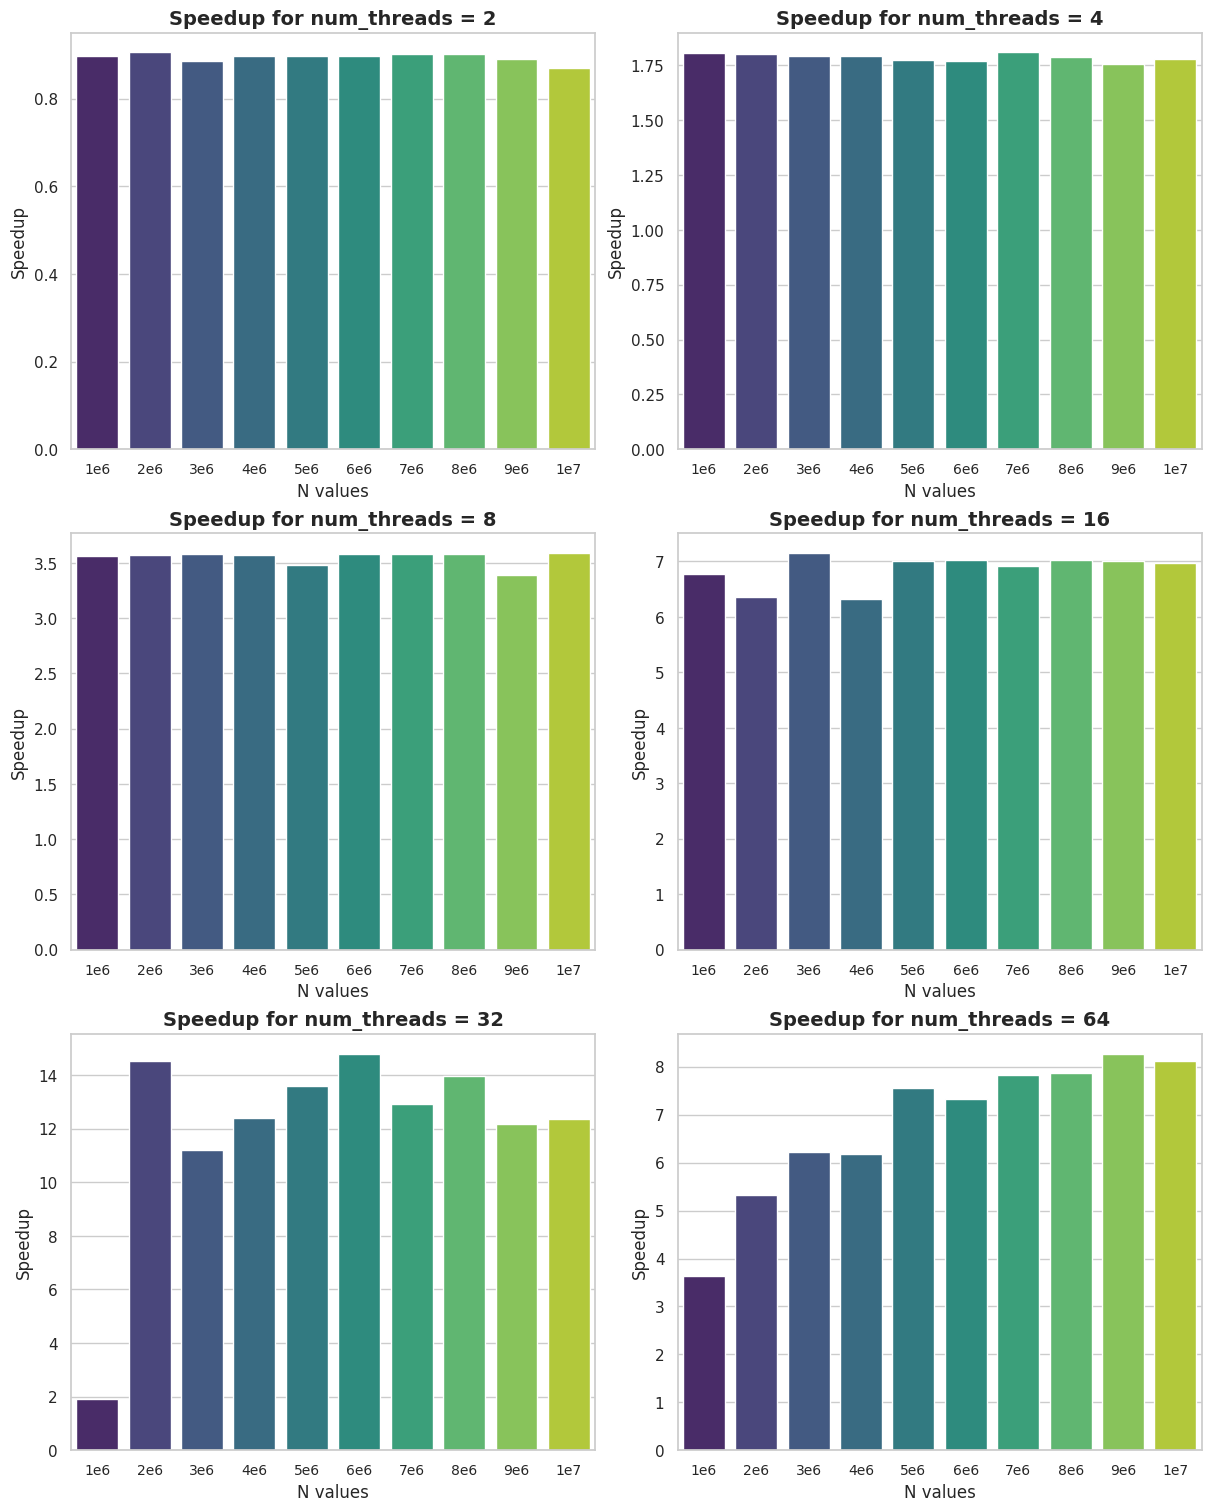 Speedup for num_threads = 2
Speedup
0.8
0.6
0.4
0.2
0.0
1e6 2e6 3e6 4e6 5e6 6e6 7e6 8e6 9e6 1e7
N values
Speedup for num_threads = 4
Speedup
1.75
1.50
1.25
1.00
0.75
0.50
0.25
0.00
1e6 2e6 3e6 4e6 5e6 6e6 7e6 8e6 9e6 1e7
N values
Speedup for num_threads = 8
Speedup
3.5
3.0
2.5
2.0
1.5
1.0
0.5
0.0
1e6 2e6 3e6 4e6 5e6 6e6 7e6 8e6 9e6 1e7
N values
Speedup for num_threads = 16
Speedup
7
6
5
4
3
2
1
0
1e6 2e6 3e6 4e6 5e6 6e6 7e6 8e6 9e6 1e7
N values
Speedup for num_threads = 32
Speedup
14
12
10
8
6
4
2
0
1e6 2e6 3e6 4e6 5e6 6e6 7e6 8e6 9e6 1e7
N values
Speedup for num_threads = 64
Speedup
8
7
6
5
4
3
2
1
0
1e6 2e6 3e6 4e6 5e6 6e6 7e6 8e6 9e6 1e7
N values